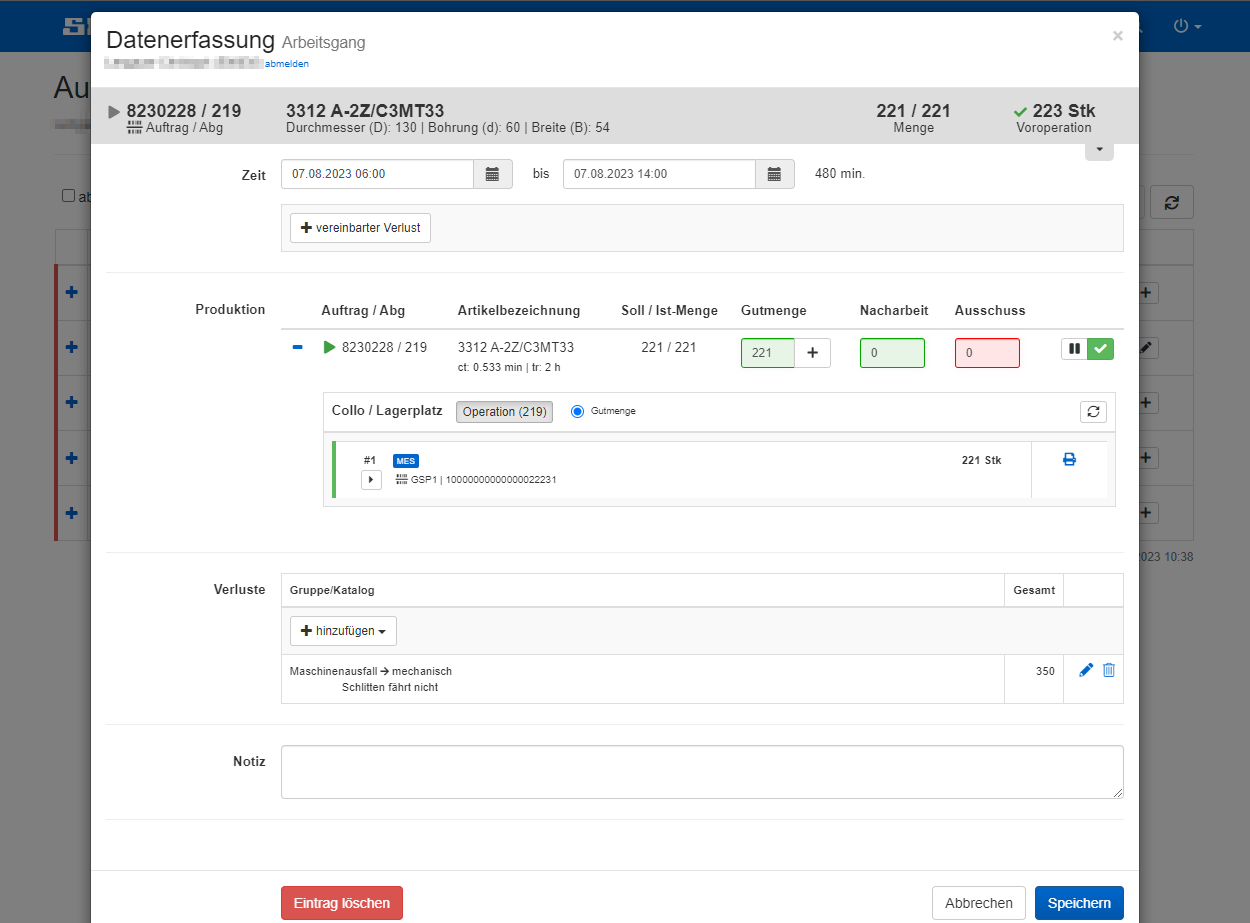 Datenerfassung Arbeitsgang
abmelden
8230228 / 219
Auftrag / Abg
3312 A-2Z/C3MT33
Durchmesser (D): 130 | Bohrung (d): 60 | Breite (B): 54
221 / 221
Menge
223 Stk
Voroperation
Zeit
07.08.2023 06:00
bis
07.08.2023 14:00
480 min.
vereinbarter Verlust
Produktion
Auftrag / Abg
Artikelbezeichnung
Soll / Ist-Menge
Gutmenge
Nacharbeit
Ausschuss
8230228 / 219
3312 A-2Z/C3MT33
ct: 0.533 min | tr: 2 h
221 / 221
221
0
0
Collo / Lagerplatz
Operation (219)
Gutmenge
#1
MES
GSP1 | 10000000000000022231
221 Stk
10:38
Verluste
Gruppe/Katalog
Gesamt
hinzufügen
Maschinenausfall → mechanisch
Schlitten fährt nicht
350
Notiz
Eintrag löschen
Abbrechen
Speichern